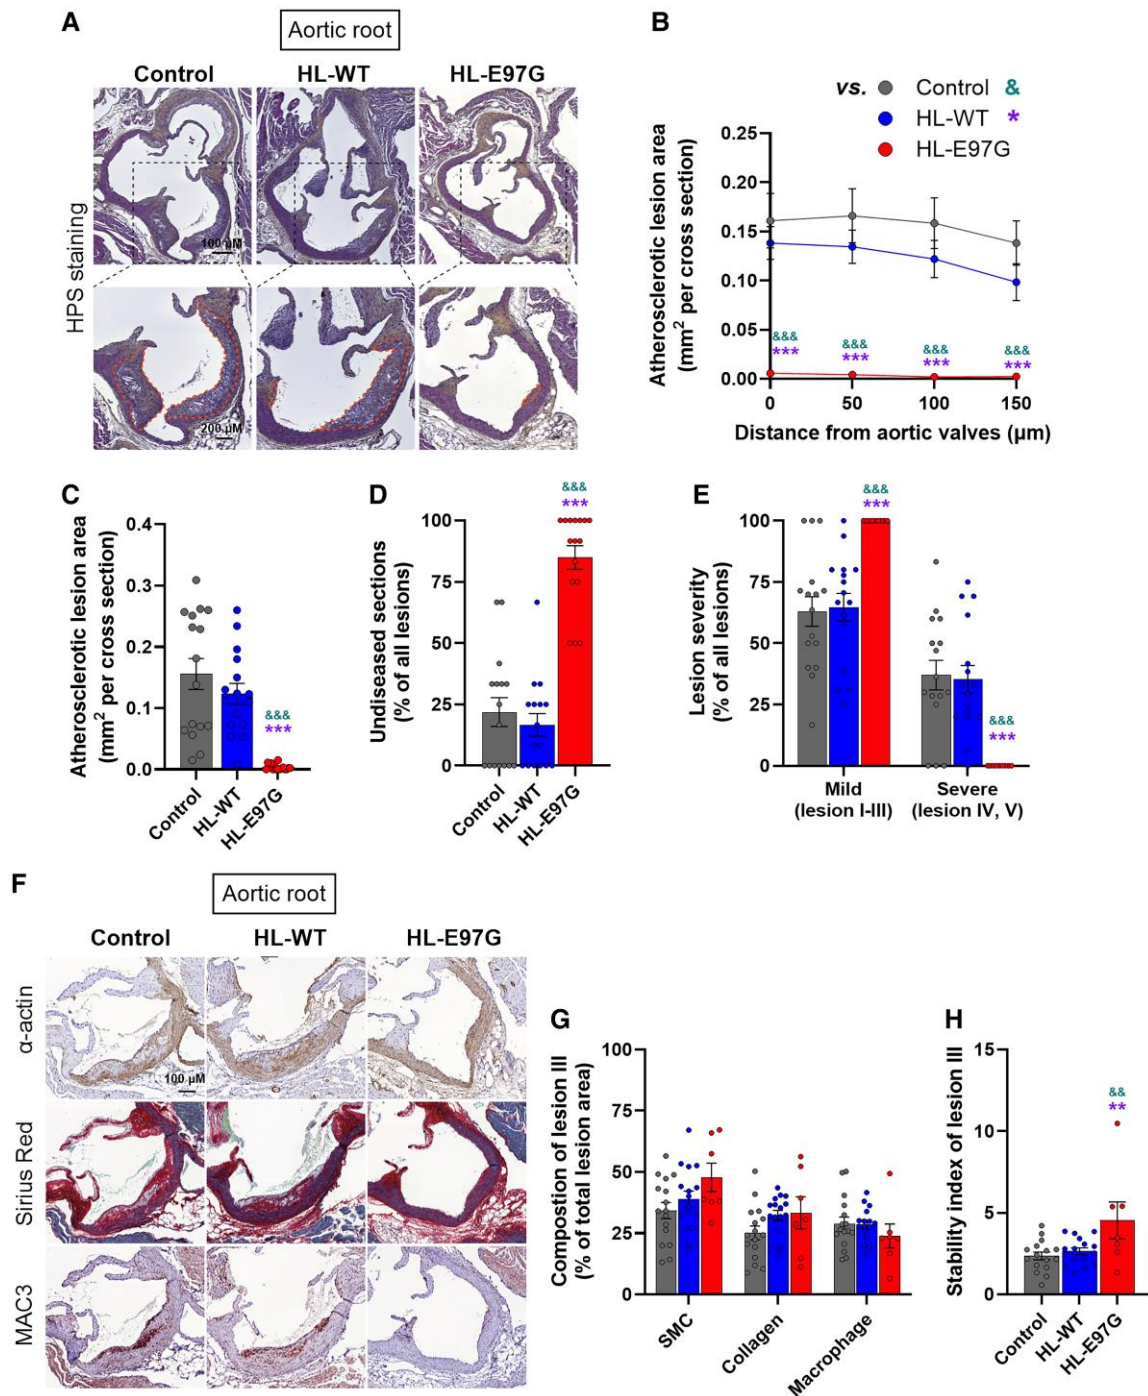 A
Aortic root
Control
HL-WT
HL-E97G
HPS staining
100 µM
200 µM
B
vs. Control &
HL-WT *
HL-E97G
Atherosclerotic lesion area
(mm² per cross section)
0.25
0.20
0.15
0.10
0.05
0.00
&&& &&& &&& &&&
*** *** *** ***
0 50 100 150
Distance from aortic valves (µm)
C
Atherosclerotic lesion area
(mm² per cross section)
0.4
0.3
0.2
0.1
0.0
&&&
***
Control
HL-WT
HL-E97G
D
Undiseased sections
(% of all lesions)
100
75
50
25
0
&&&
***
Control
HL-WT
HL-E97G
E
Lesion severity
(% of all lesions)
100
75
50
25
0
&&&
***
&&&
***
Mild
(lesion I-III)
Severe
(lesion IV, V)
F
Aortic root
Control
HL-WT
HL-E97G
α-actin
100 µM
Sirius Red
MAC3
G
Compostion of lesion III
(% of total lesion area)
100
75
50
25
0
SMC
Collagen
Macrophage
H
Stability index of lesion III
15
10
5
0
&&
**
Control
HL-WT
HL-E97G